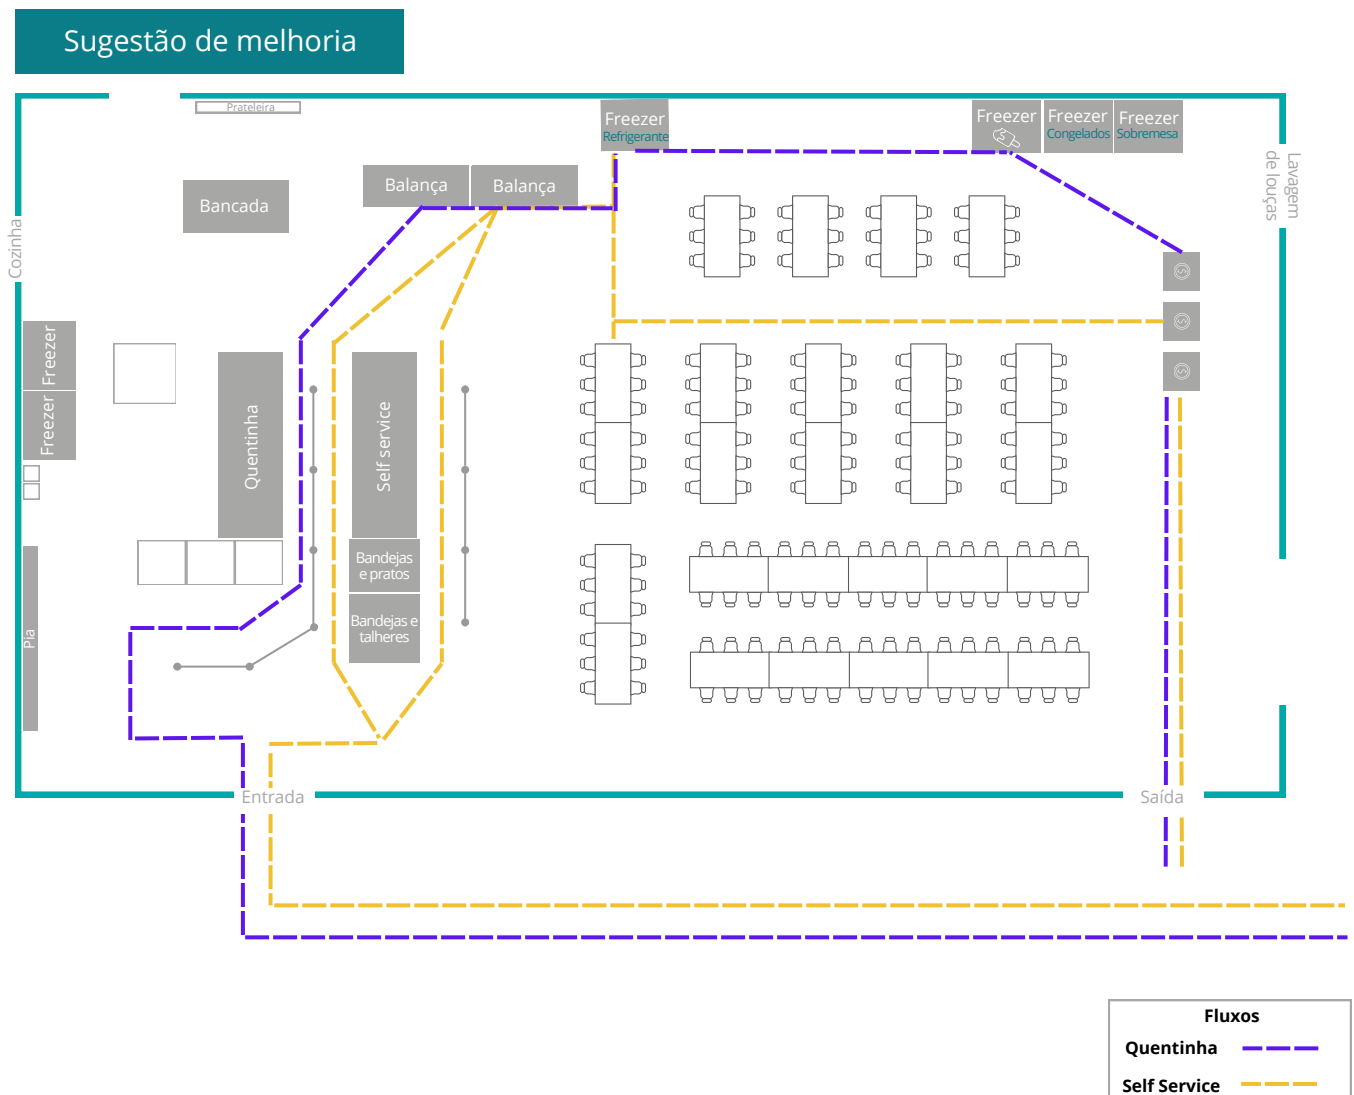 Sugestão de melhoria
Prateleira
Freezer
Refrigerante
Freezer
Freezer
Congelados
Freezer
Sobremesa
Lavagem
de louças
Balança
Balança
Bancada
Cozinha
Freezer
Freezer
Quentinha
Self service
Bandejas
e pratos
Bandejas e
talheres
Pia
Entrada
Saída
Fluxos
Quentinha
Self Service